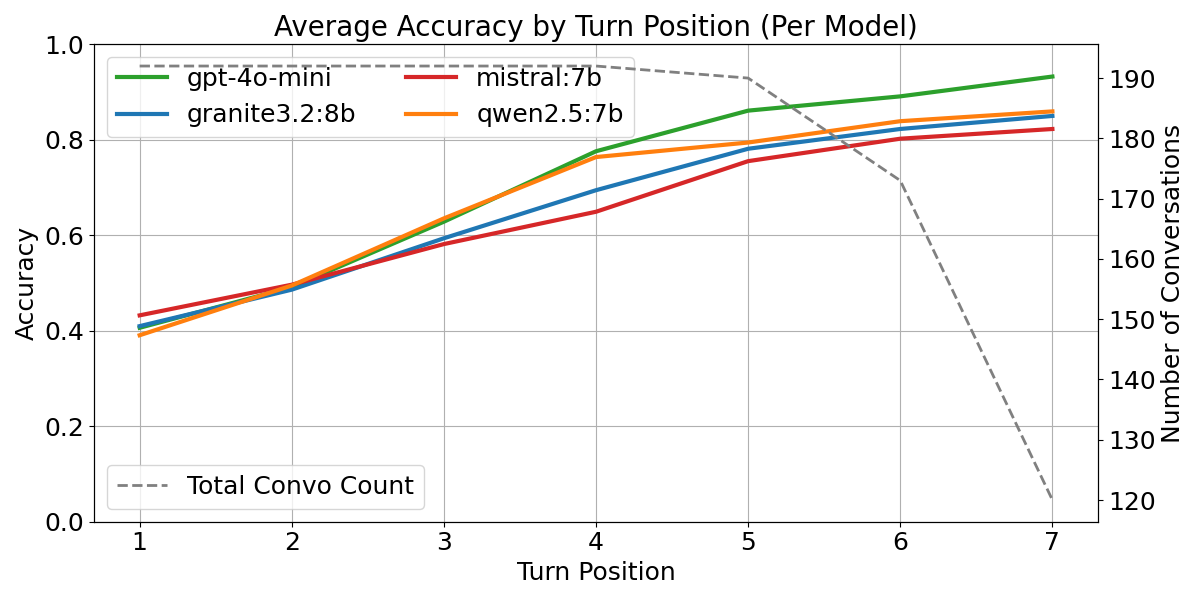 Average Accuracy by Turn Position (Per Model)
gpt-4o-mini
granite3.2:8b
mistral:7b
qwen2.5:7b
Total Convo Count
Accuracy
1.0
0.8
0.6
0.4
0.2
0.0
Number of Conversations
190
180
170
160
150
140
130
120
1 2 3 4 5 6 7
Turn Position